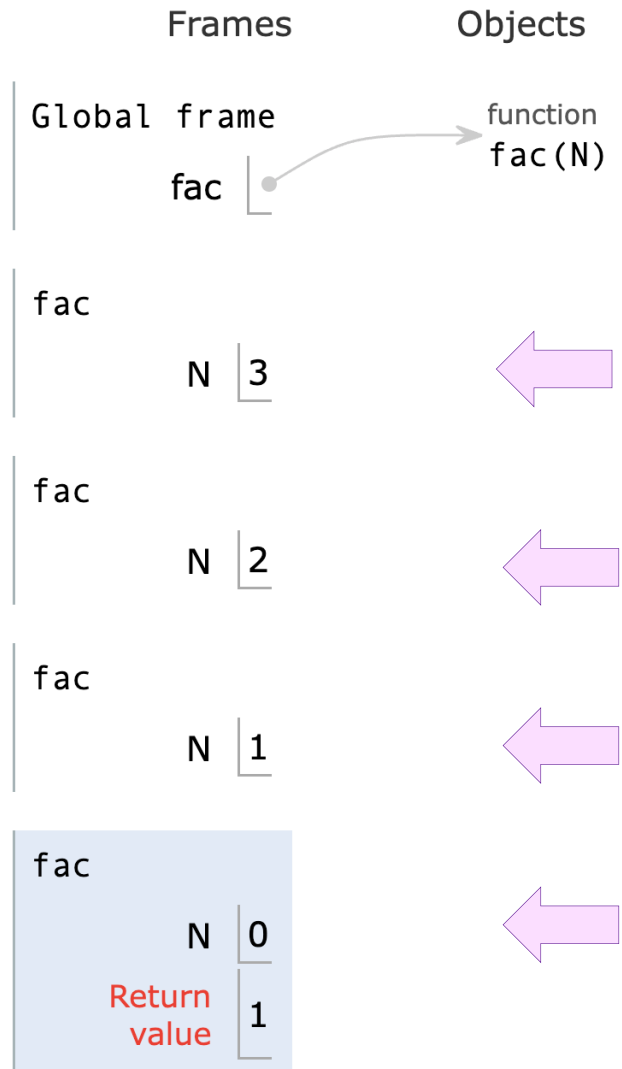 Frames Objects
Global frame
function
fac(N)
fac
fac
N 3
fac
N 2
fac
N 1
fac
N 0
Return
value 1